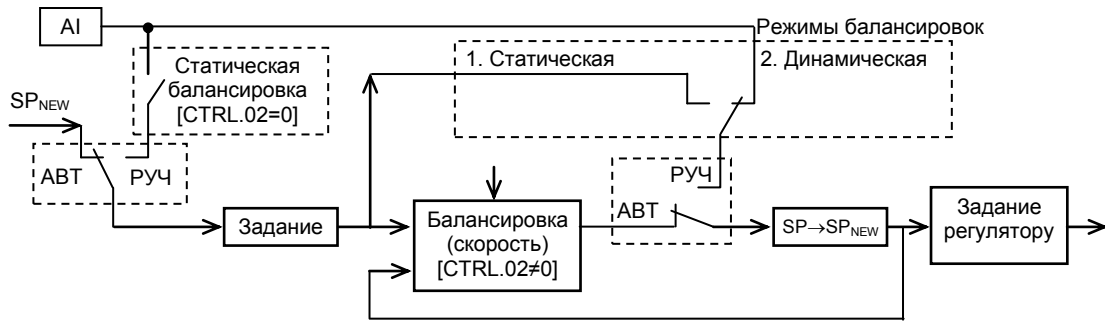 AI
Режимы балансировок
Статическая
балансировка
[CTRL.02=0]
1. Статическая
2. Динамическая
SPNEW
АВТ
РУЧ
РУЧ
АВТ
Задание
Балансировка
(скорость)
[CTRL.02≠0]
SP→SPNEW
Задание
регулятору